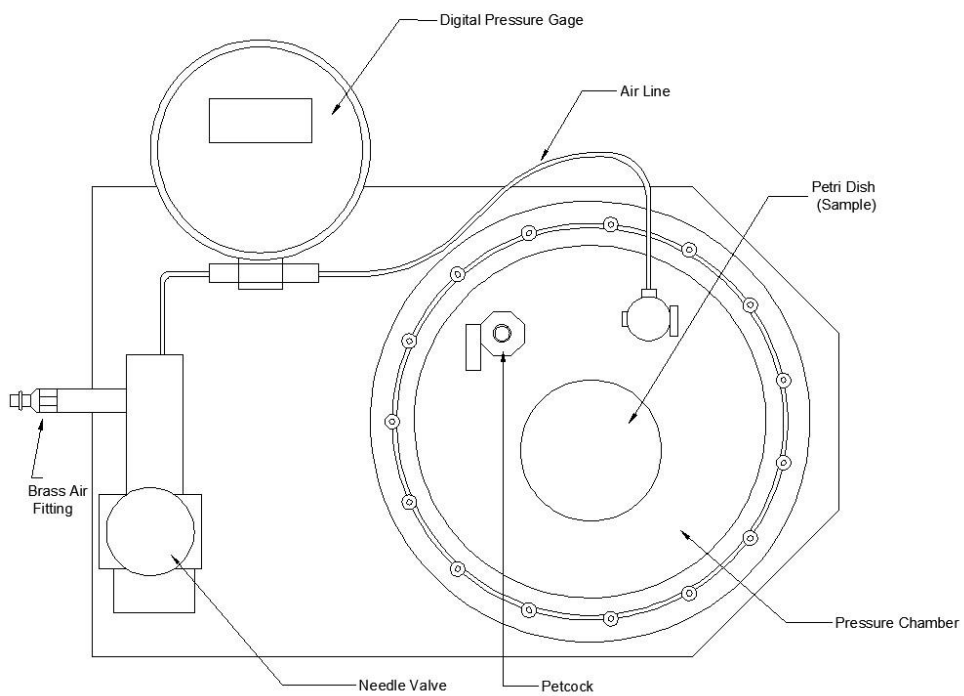 Digital Pressure Gage
Air Line
Petri Dish
(Sample)
Brass Air
Fitting
Pressure Chamber
Needle Valve
Petcock